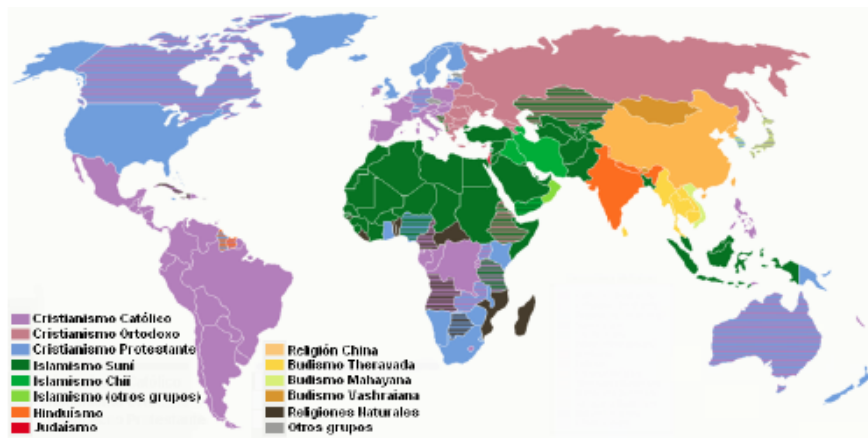 Cristianismo Católico
Cristianismo Ortodoxo
Cristianismo Protestante
Islamismo Suní
Islamismo Chií
Islamismo (otros grupos)
Hinduísmo
Judaísmo
Religión China
Budismo Theravada
Budismo Mahayana
Budismo Vashraiana
Religiones Naturales
Otros grupos